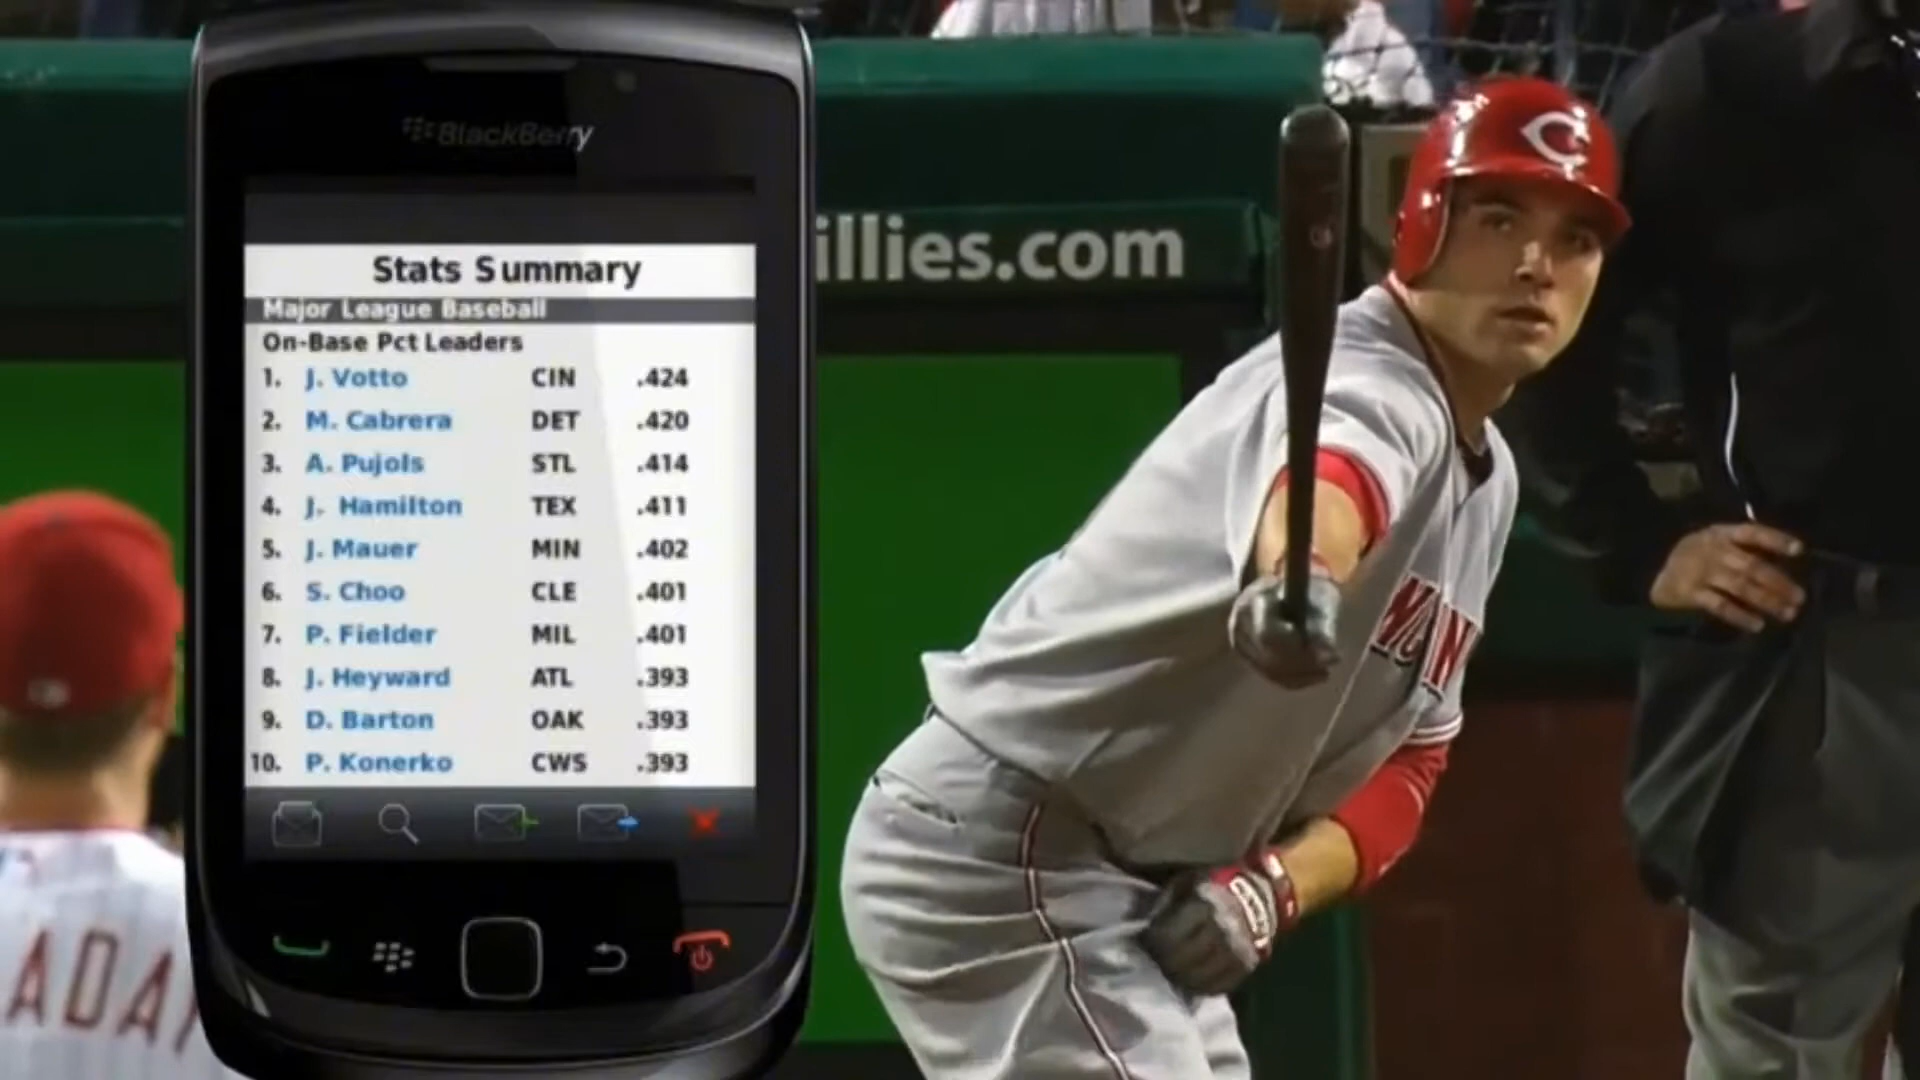 BlackBerry
Stats Summary
Major League Baseball
On-Base Pct Leaders
1. J. Votto CIN .424
2. M. Cabrera DET .420
3. A. Pujols STL .414
4. J. Hamilton TEX .411
5. J. Mauer MIN .402
6. S. Choo CLE .401
7. P. Fielder MIL .401
8. J. Heyward ATL .393
9. D. Barton OAK .393
10. P. Konerko CWS .393
illies.com
C
ADA